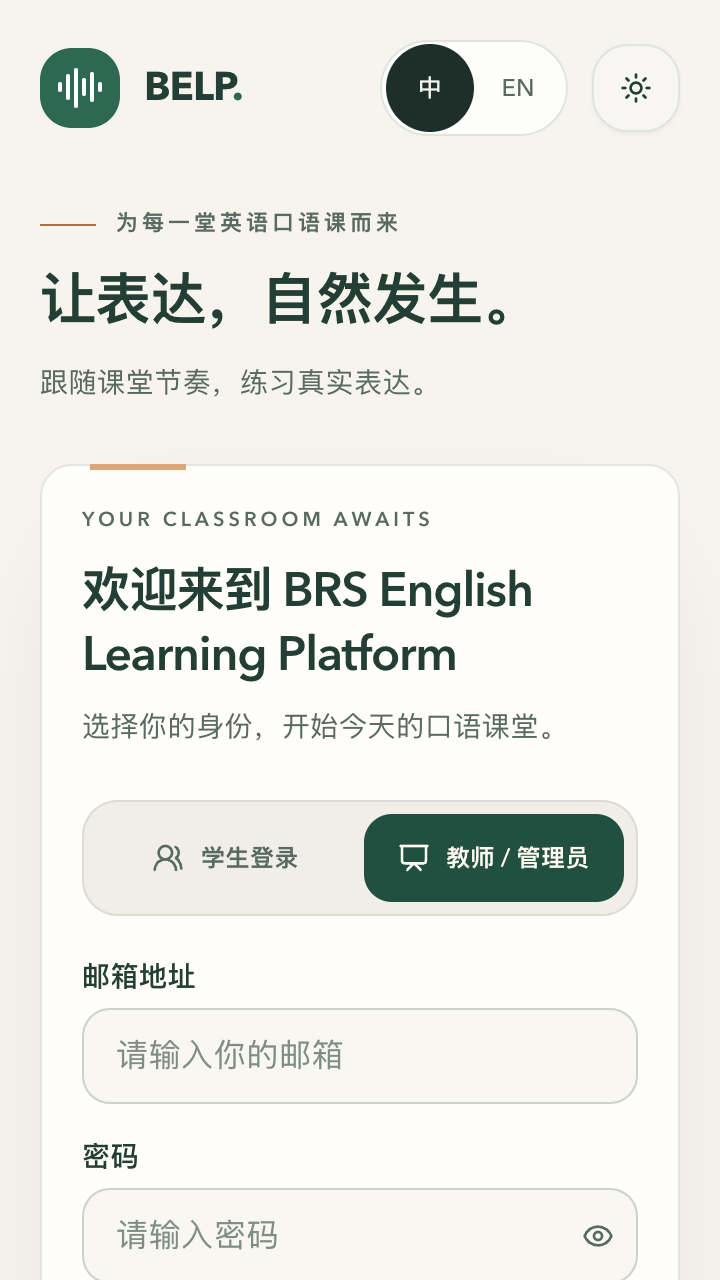 BELP.
中 EN
为每一堂英语口语课而来
让表达，自然发生。
跟随课堂节奏，练习真实表达。
YOUR CLASSROOM AWAITS
欢迎来到 BRS English
Learning Platform
选择你的身份，开始今天的口语课堂。
学生登录 教师 / 管理员
邮箱地址
请输入你的邮箱
密码
请输入密码